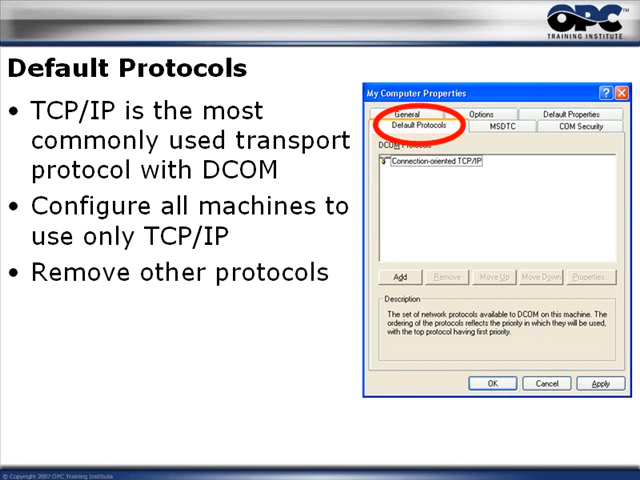 OPC
TRAINING INSTITUTE
Default Protocols
• TCP/IP is the most
commonly used transport
protocol with DCOM
• Configure all machines to
use only TCP/IP
• Remove other protocols
My Computer Properties
General Options Default Properties
Default Protocols MSDTC COM Security
DCOM Protocols
Connection-oriented TCP/IP
Add Remove Move Up Move Down Properties...
Description
The set of network protocols available to DCOM on this machine. The
ordering of the protocols reflects the priority in which they will be used,
with the top protocol having first priority.
OK Cancel Apply
© Copyright 2007 OPC Training Institute